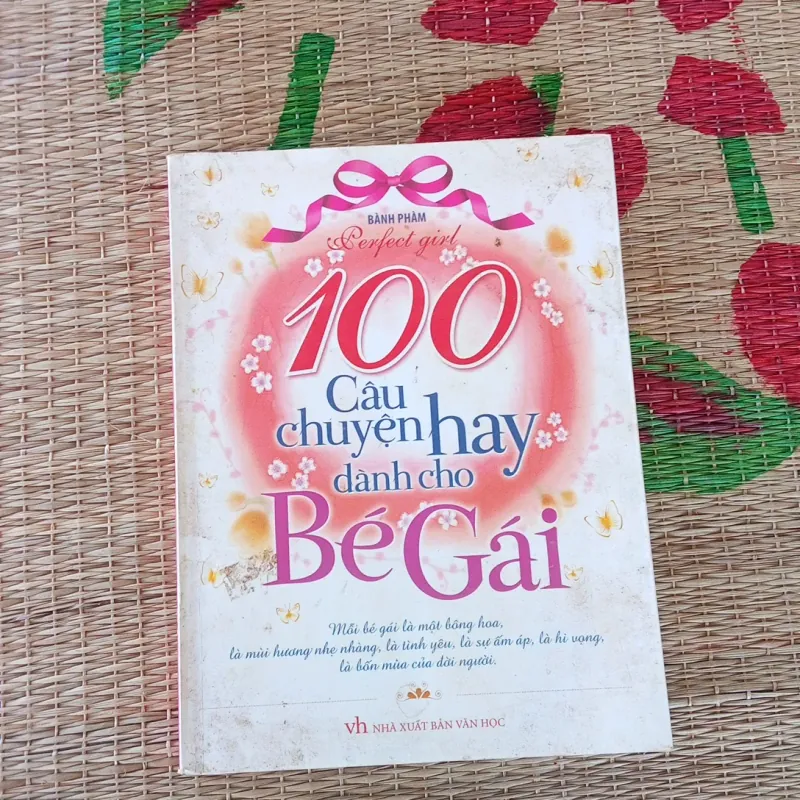 BÀNH PHÀM
Perfect girl
100
Câu
chuyện hay
dành cho
Bé Gái
Mỗi bé gái là một bông hoa,
là mùi hương nhẹ nhàng, là tình yêu, là sự ấm áp, là hi vọng,
là bốn mùa của đời người.
vh NHÀ XUẤT BẢN VĂN HỌC